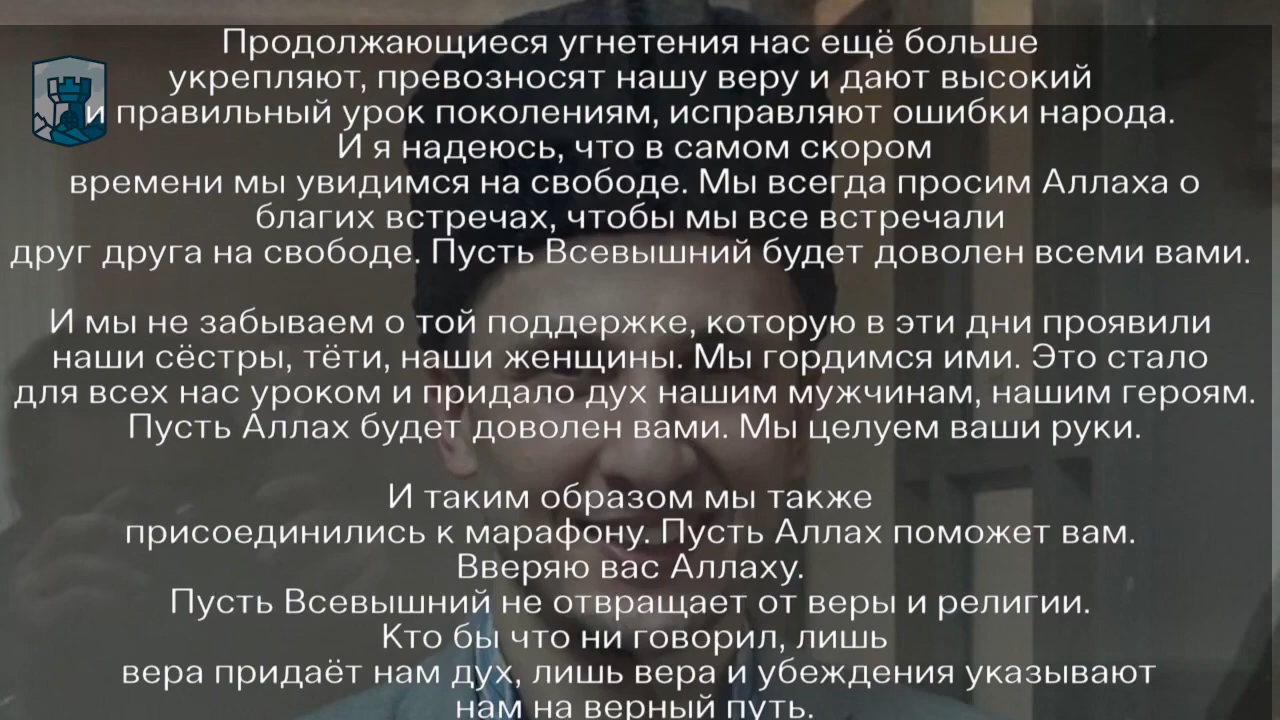 Продолжающиеся угнетения нас ещё больше
укрепляют, превозносят нашу веру и дают высокий
и правильный урок поколениям, исправляют ошибки народа.
И я надеюсь, что в самом скором
времени мы увидимся на свободе. Мы всегда просим Аллаха о
благих встречах, чтобы мы все встречали
друг друга на свободе. Пусть Всевышний будет доволен всеми вами.
И мы не забываем о той поддержке, которую в эти дни проявили
наши сёстры, тёти, наши женщины. Мы гордимся ими. Это стало
для всех нас уроком и придало дух нашим мужчинам, нашим героям.
Пусть Аллах будет доволен вами. Мы целуем ваши руки.
И таким образом мы также
присоединились к марафону. Пусть Аллах поможет вам.
Вверяю вас Аллаху.
Пусть Всевышний не отвращает от веры и религии.
Кто бы что ни говорил, лишь
вера придаёт нам дух, лишь вера и убеждения указывают
нам на верный путь.